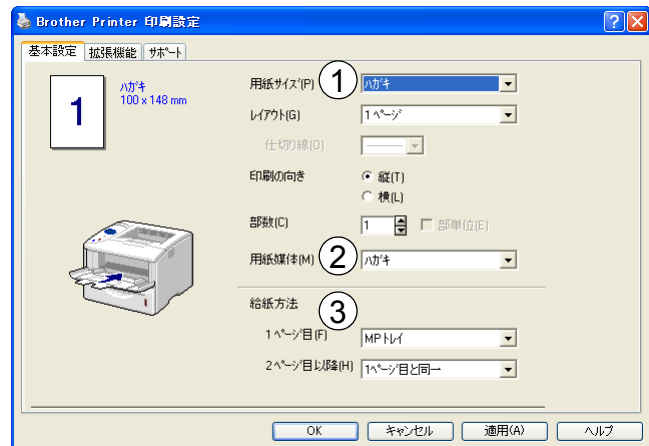 Brother Printer 印刷設定
基本設定 拡張機能 ｻﾎﾟｰﾄ
1
ﾊｶﾞｷ
100 x 148 mm
用紙ｻｲｽﾞ(P) ① ﾊｶﾞｷ
ﾚｲｱｳﾄ(G) 1 ﾍﾟｰｼﾞ
仕切り線(O)
印刷の向き 縦(T)
横(L)
部数(C) 1 部単位(E)
用紙媒体(M) ② ﾊｶﾞｷ
給紙方法 ③
1 ﾍﾟｰｼﾞ目(F) MPﾄﾚｲ
2 ﾍﾟｰｼﾞ目以降(H) 1ﾍﾟｰｼﾞ目と同一
OK ｷｬﾝｾﾙ 適用(A) ヘルプ